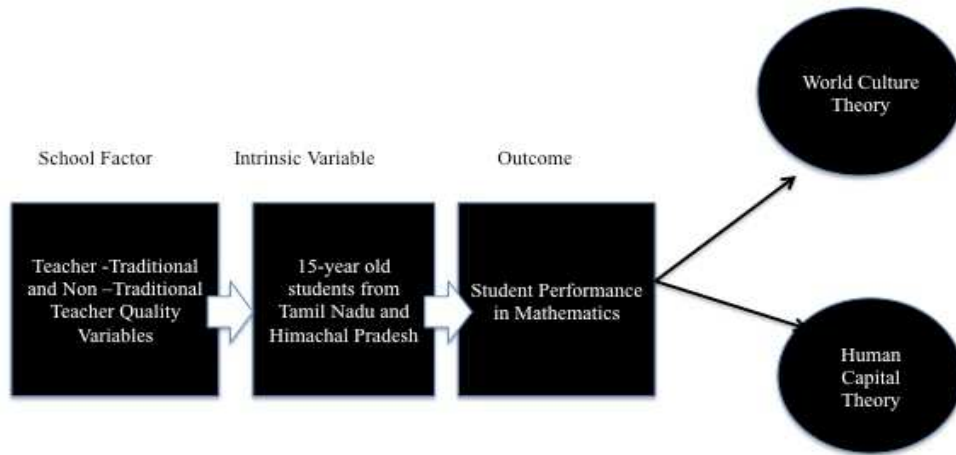 School Factor
Teacher -Traditional
and Non –Traditional
Teacher Quality
Variables
Intrinsic Variable
15-year old
students from
Tamil Nadu and
Himachal Pradesh
Outcome
Student Performance
in Mathematics
World Culture
Theory
Human
Capital
Theory